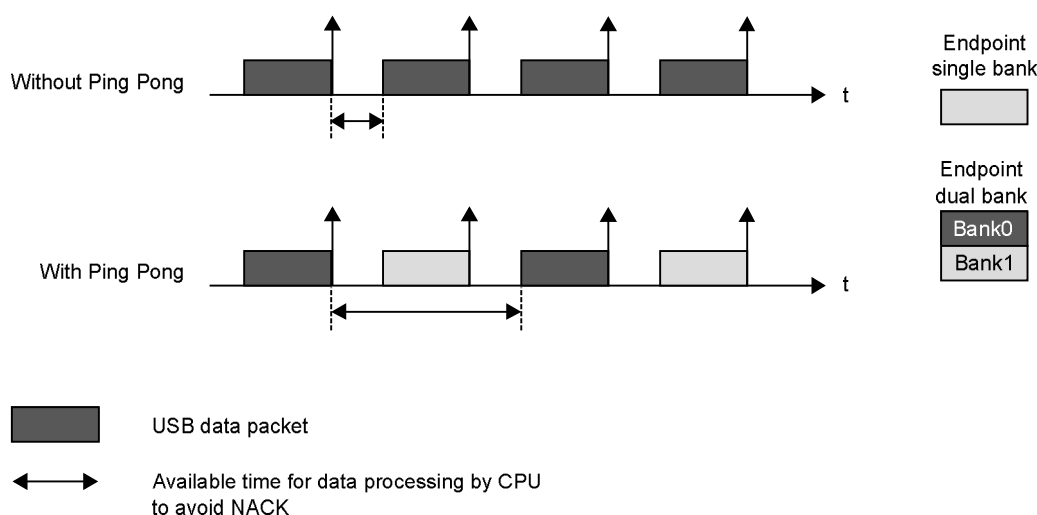 Without Ping Pong
t
Endpoint
single bank
Endpoint
dual bank
Bank0
Bank1
With Ping Pong
t
USB data packet
Available time for data processing by CPU
to avoid NACK